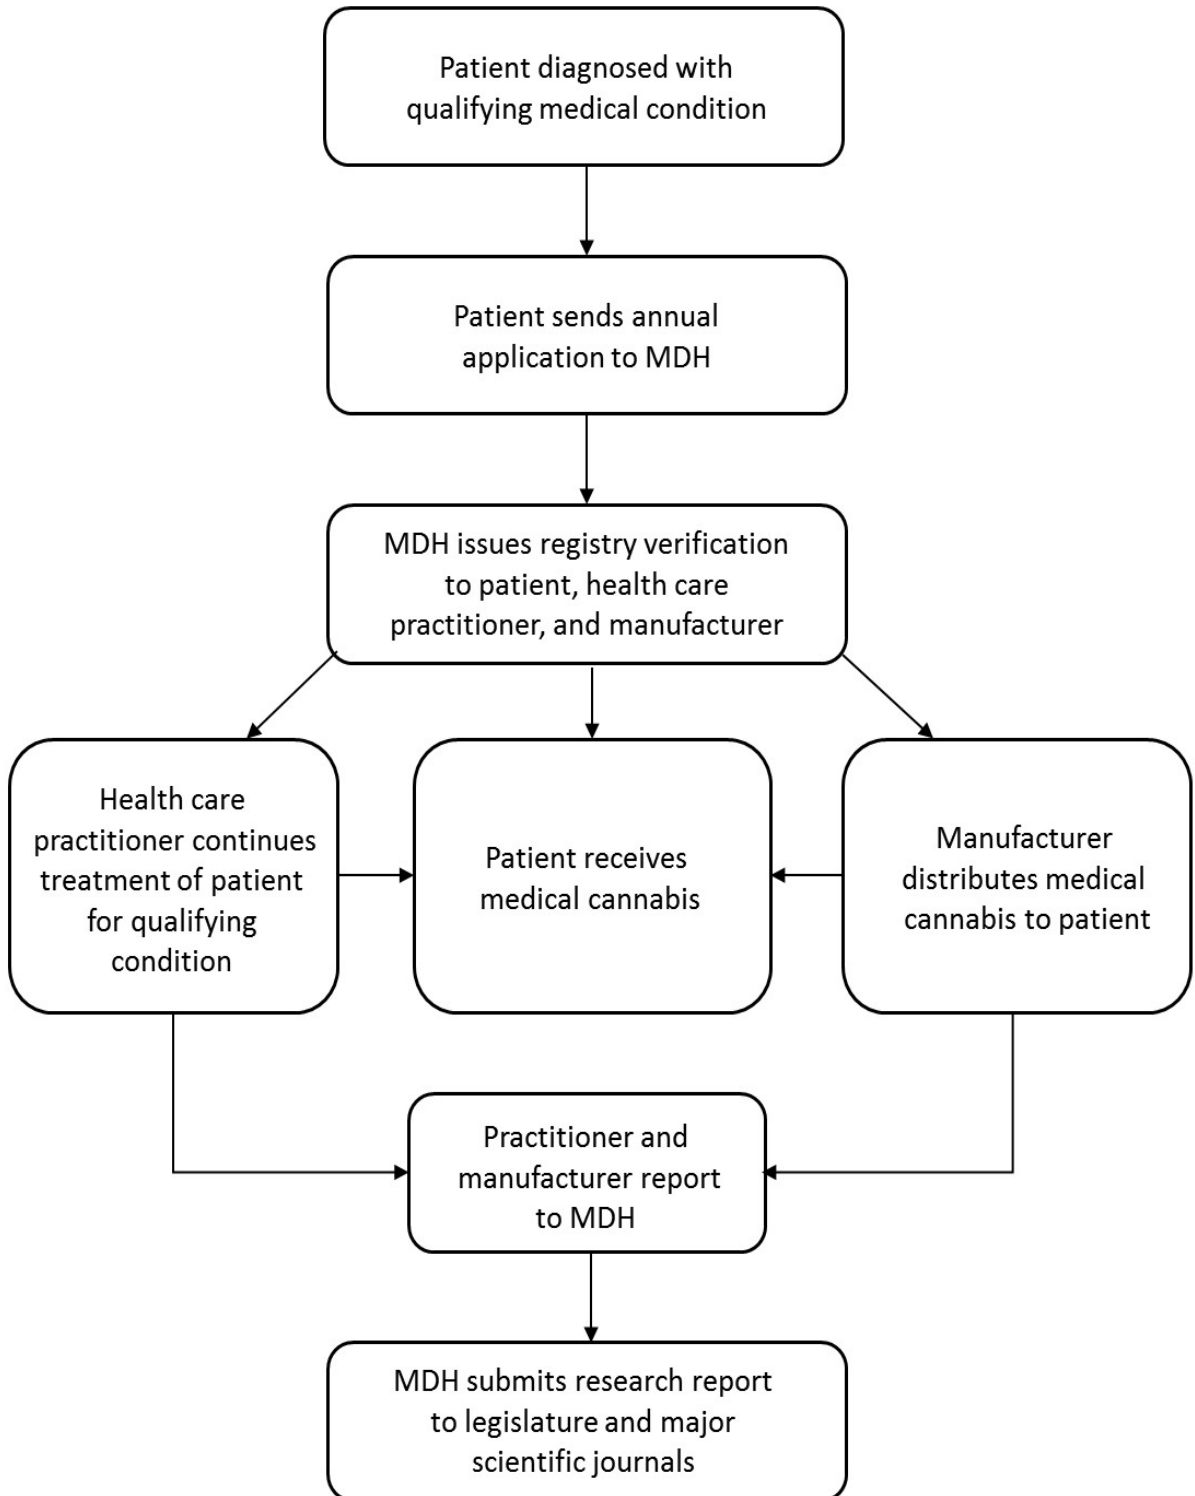 Patient diagnosed with
qualifying medical condition
Patient sends annual
application to MDH
MDH issues registry verification
to patient, health care
practitioner, and manufacturer
Health care
practitioner continues
treatment of patient
for qualifying
condition
Patient receives
medical cannabis
Manufacturer
distributes medical
cannabis to patient
Practitioner and
manufacturer report
to MDH
MDH submits research report
to legislature and major
scientific journals